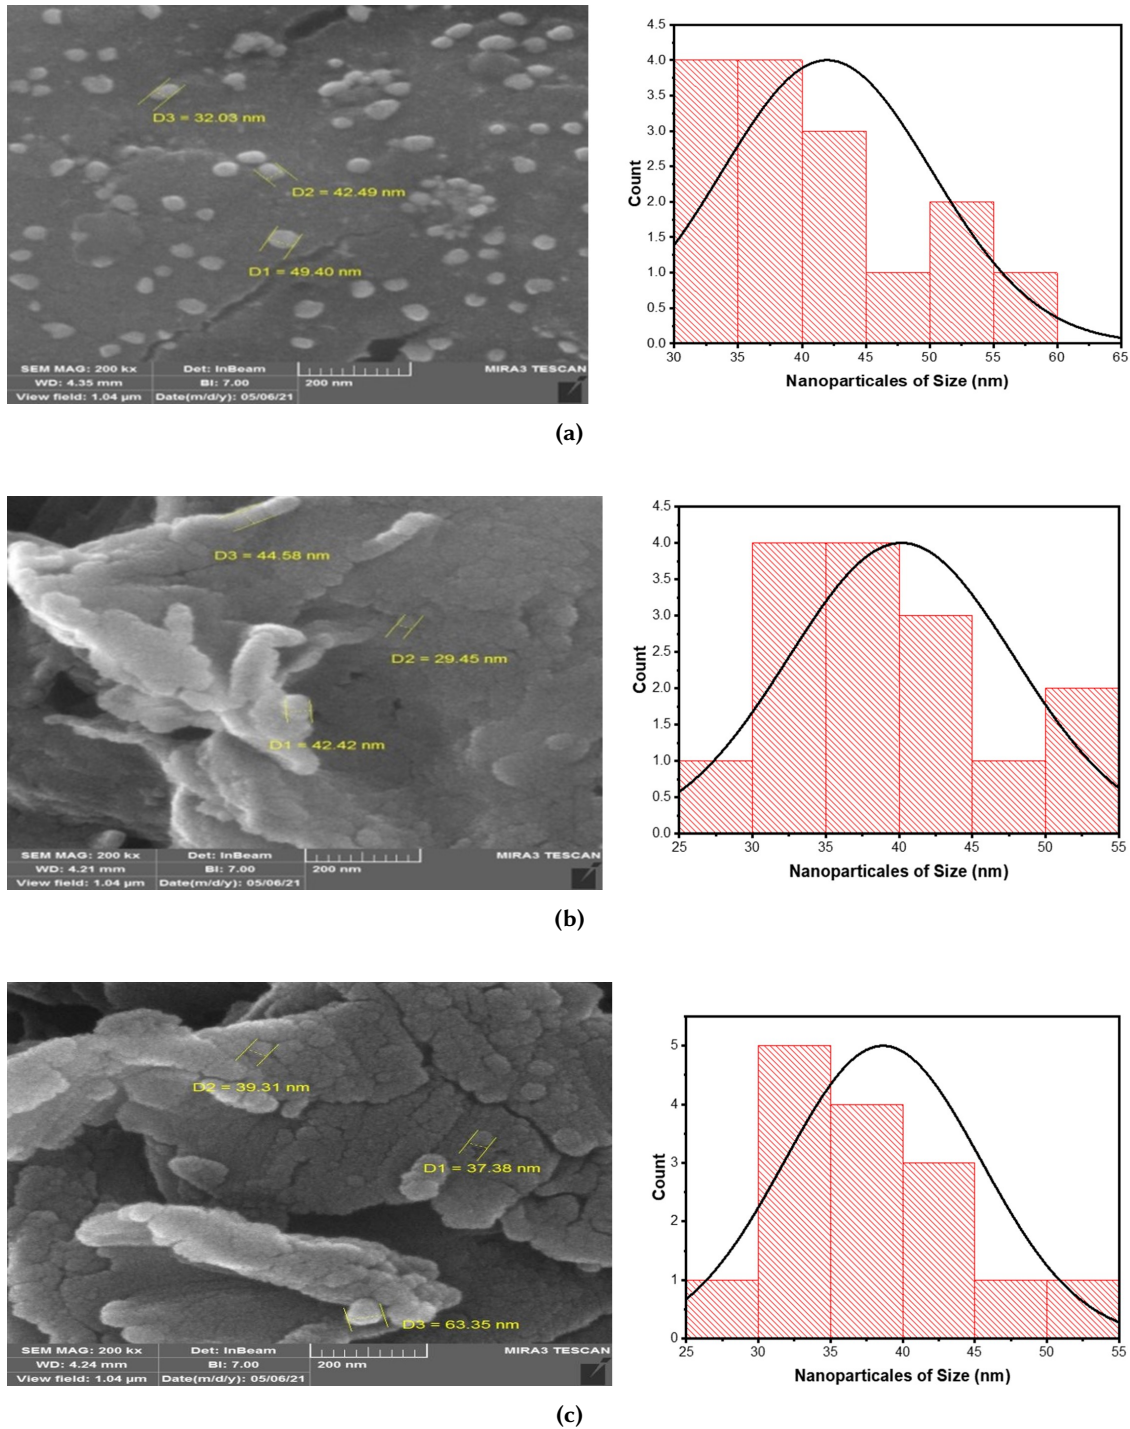 D3 = 32.03 nm
D2 = 42.49 nm
D1 = 49.40 nm
SEM MAG: 200 kx Det: InBeam MIRA3 TESCAN
WD: 4.35 mm BI: 7.00 200 nm
View field: 1.04 µm Date(m/d/y): 05/06/21
4.5
4.0
3.5
3.0
2.5
2.0
1.5
1.0
0.5
0.0
Count
30 35 40 45 50 55 60 65
Nanoparticales of Size (nm)
(a)
D3 = 44.58 nm
D2 = 29.45 nm
D1 = 42.42 nm
SEM MAG: 200 kx Det: InBeam MIRA3 TESCAN
WD: 4.21 mm BI: 7.00 200 nm
View field: 1.04 µm Date(m/d/y): 05/06/21
4.5
4.0
3.5
3.0
2.5
2.0
1.5
1.0
0.5
0.0
Count
25 30 35 40 45 50 55
Nanoparticales of Size (nm)
(b)
D2 = 39.31 nm
D1 = 37.38 nm
D3 = 63.35 nm
SEM MAG: 200 kx Det: InBeam MIRA3 TESCAN
WD: 4.24 mm BI: 7.00 200 nm
View field: 1.04 µm Date(m/d/y): 05/06/21
5
4
3
2
1
0
Count
25 30 35 40 45 50 55
Nanoparticales of Size (nm)
(c)